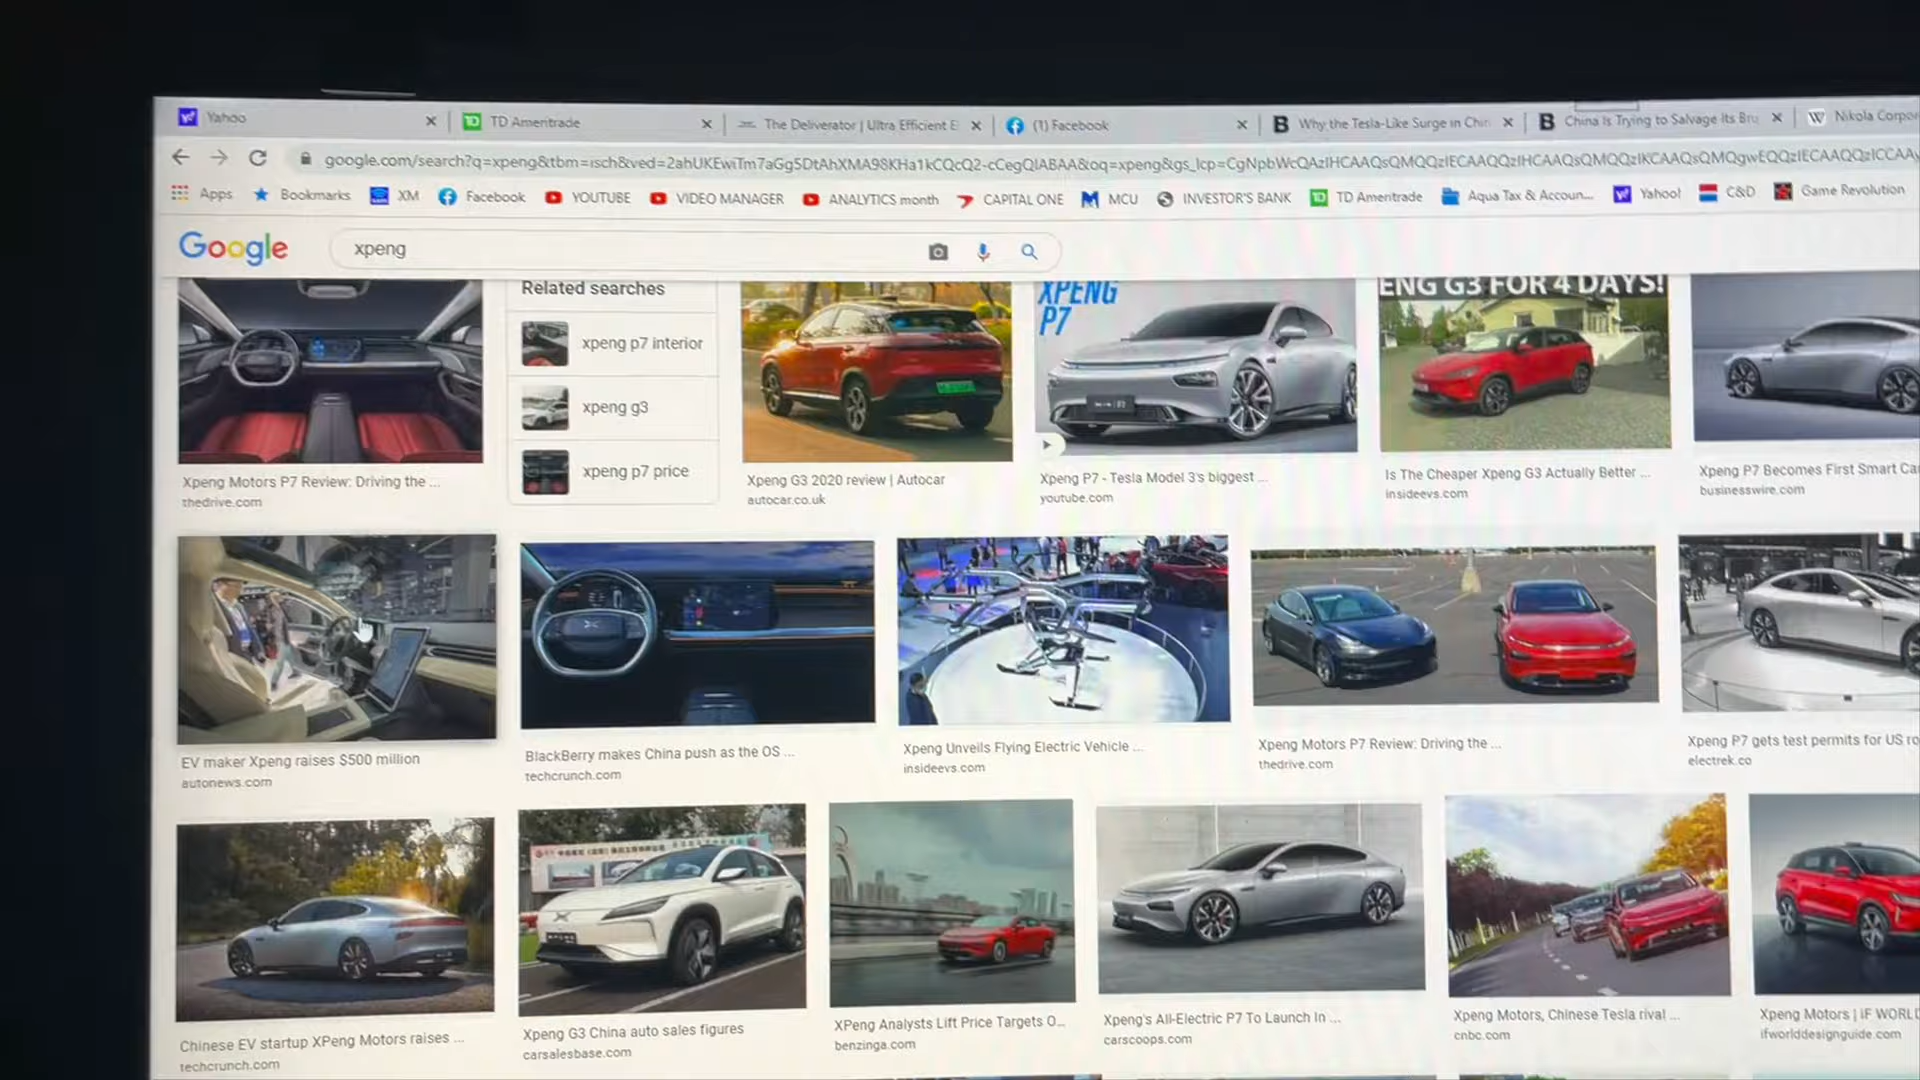 Yahoo
TD Ameritrade
The Deliverator | Ultra Efficient E
(1) Facebook
Why the Tesla-Like Surge in Chin
China Is Trying to Salvage Its Bru
Nikola Corpor
Apps
Bookmarks
XM
Facebook
YOUTUBE
VIDEO MANAGER
ANALYTICS month
CAPITAL ONE
MCU
INVESTOR'S BANK
TD Ameritrade
Aqua Tax & Accoun...
Yahoo!
C&D
Game Revolution
Google
xpeng
Related searches
xpeng p7 interior
xpeng g3
xpeng p7 price
XPENG
P7
ENG G3 FOR 4 DAYS!
Xpeng Motors P7 Review: Driving the ...
thedrive.com
Xpeng G3 2020 review | Autocar
autocar.co.uk
Xpeng P7 - Tesla Model 3's biggest ...
youtube.com
Is The Cheaper Xpeng G3 Actually Better ...
insideevs.com
Xpeng P7 Becomes First Smart Ca
businesswire.com
EV maker Xpeng raises $500 million
autonews.com
BlackBerry makes China push as the OS ...
techcrunch.com
Xpeng Unveils Flying Electric Vehicle ...
insideevs.com
Xpeng Motors P7 Review: Driving the ...
thedrive.com
Xpeng P7 gets test permits for US ro
electrek.co
Chinese EV startup XPeng Motors raises ...
techcrunch.com
Xpeng G3 China auto sales figures
carsalesbase.com
XPeng Analysts Lift Price Targets O...
benzinga.com
Xpeng's All-Electric P7 To Launch In ...
carscoops.com
Xpeng Motors, Chinese Tesla rival ...
cnbc.com
Xpeng Motors | iF WORL
ifworlddesignguide.com